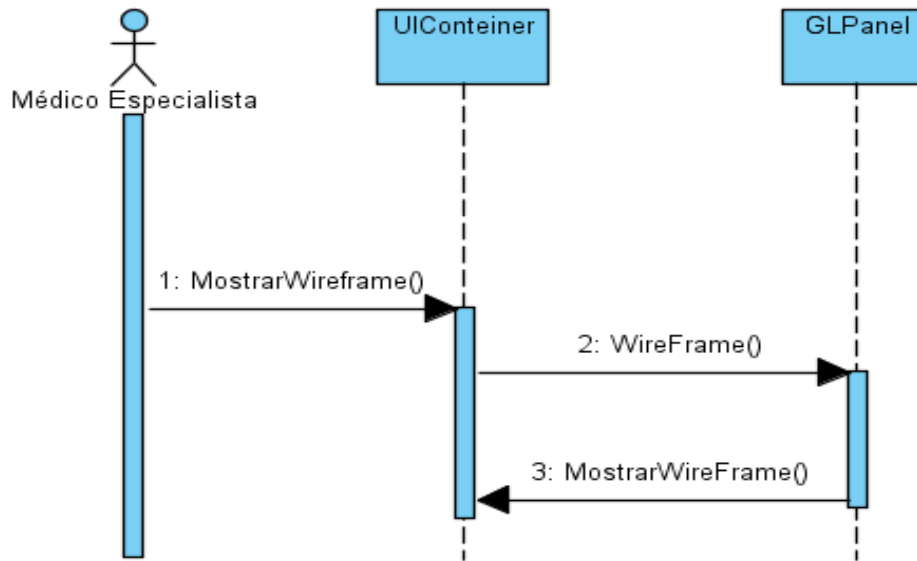 UIConteiner
GLPanel
Médico Especialista
1: MostrarWireframe()
2: WireFrame()
3: MostrarWireFrame()